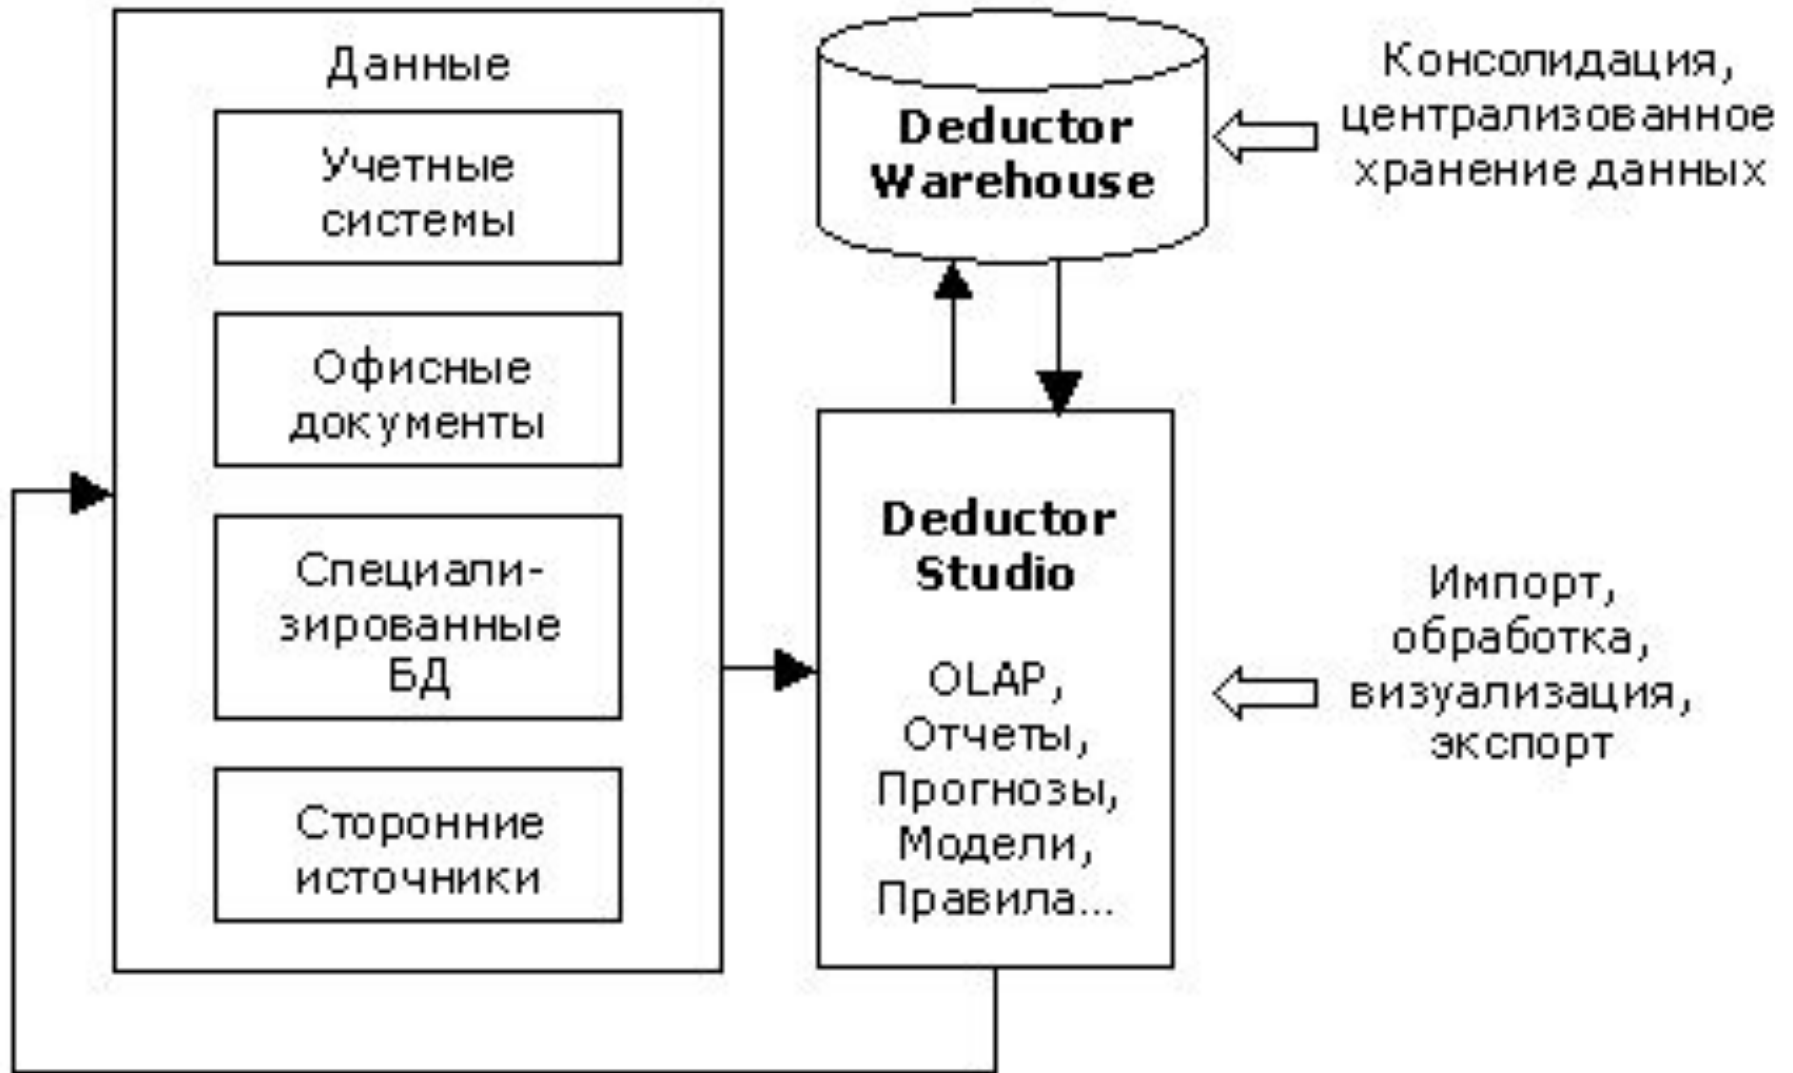 Данные
Учетные
системы
Офисные
документы
Специали-
зированные
БД
Сторонние
источники
Deductor
Warehouse
Консолидация,
централизованное
хранение данных
Deductor
Studio
OLAP,
Отчеты,
Прогнозы,
Модели,
Правила...
Импорт,
обработка,
визуализация,
экспорт